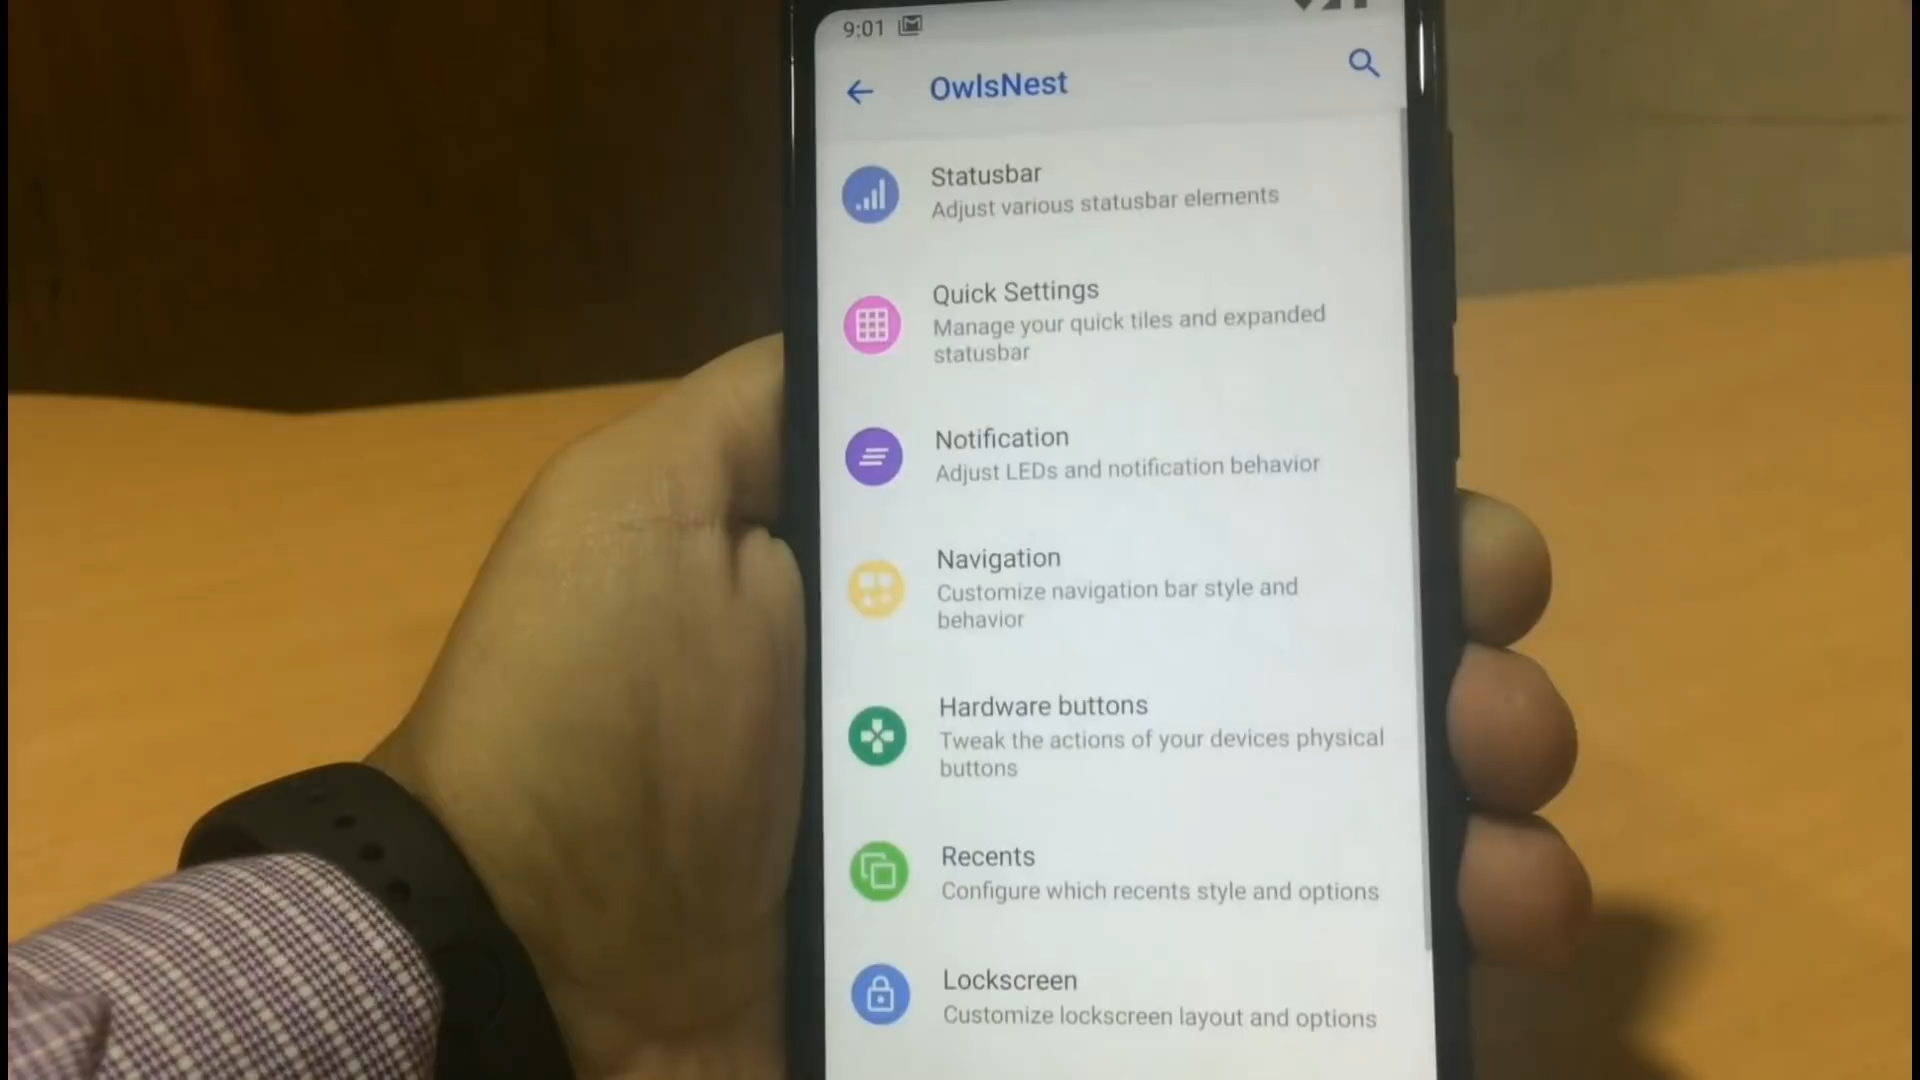 9:01
OwlsNest
Statusbar
Adjust various statusbar elements
Quick Settings
Manage your quick tiles and expanded
statusbar
Notification
Adjust LEDs and notification behavior
Navigation
Customize navigation bar style and
behavior
Hardware buttons
Tweak the actions of your devices physical
buttons
Recents
Configure which recents style and options
Lockscreen
Customize lockscreen layout and options